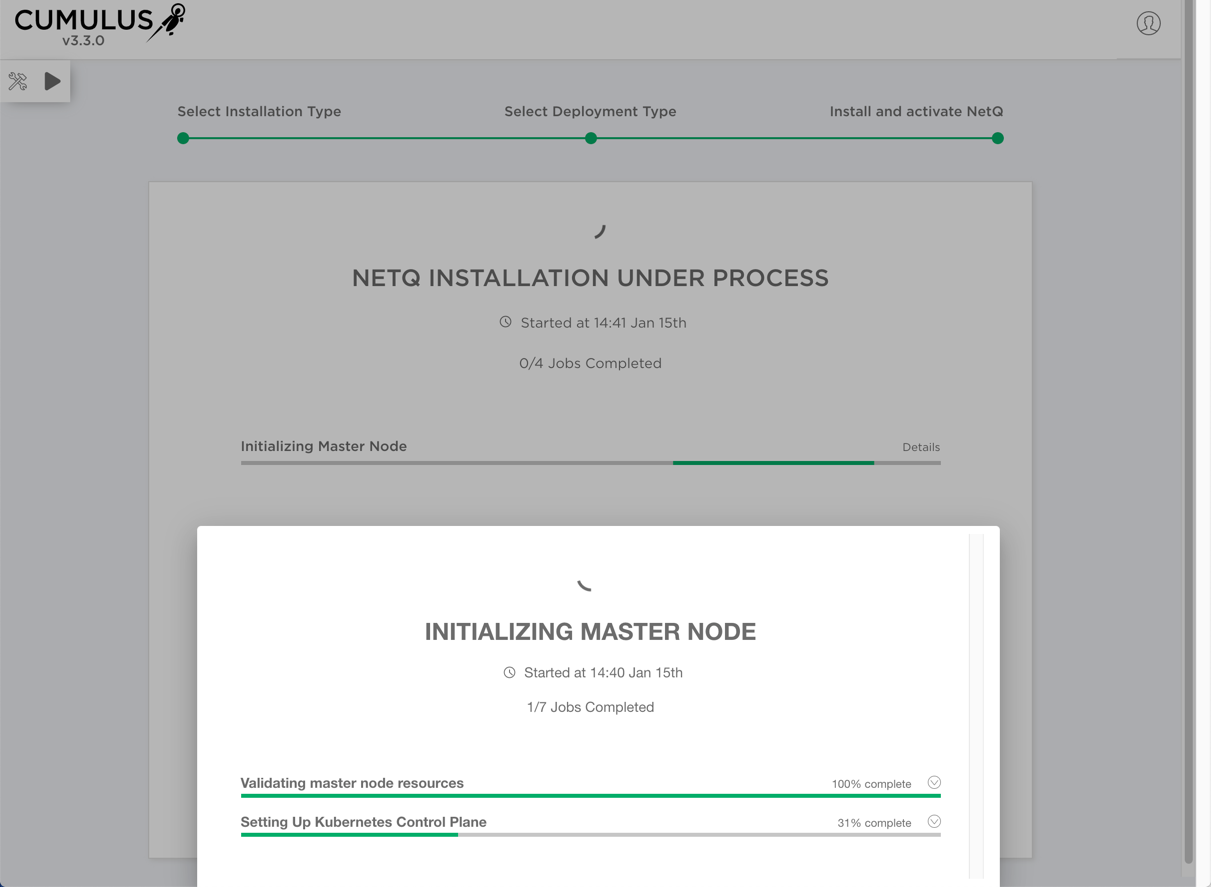 CUMULUS
v3.3.0
Select Installation Type
Select Deployment Type
Install and activate NetQ
NETQ INSTALLATION UNDER PROCESS
Started at 14:41 Jan 15th
0/4 Jobs Completed
Initializing Master Node
Details
INITIALIZING MASTER NODE
Started at 14:40 Jan 15th
1/7 Jobs Completed
Validating master node resources
100% complete
Setting Up Kubernetes Control Plane
31% complete